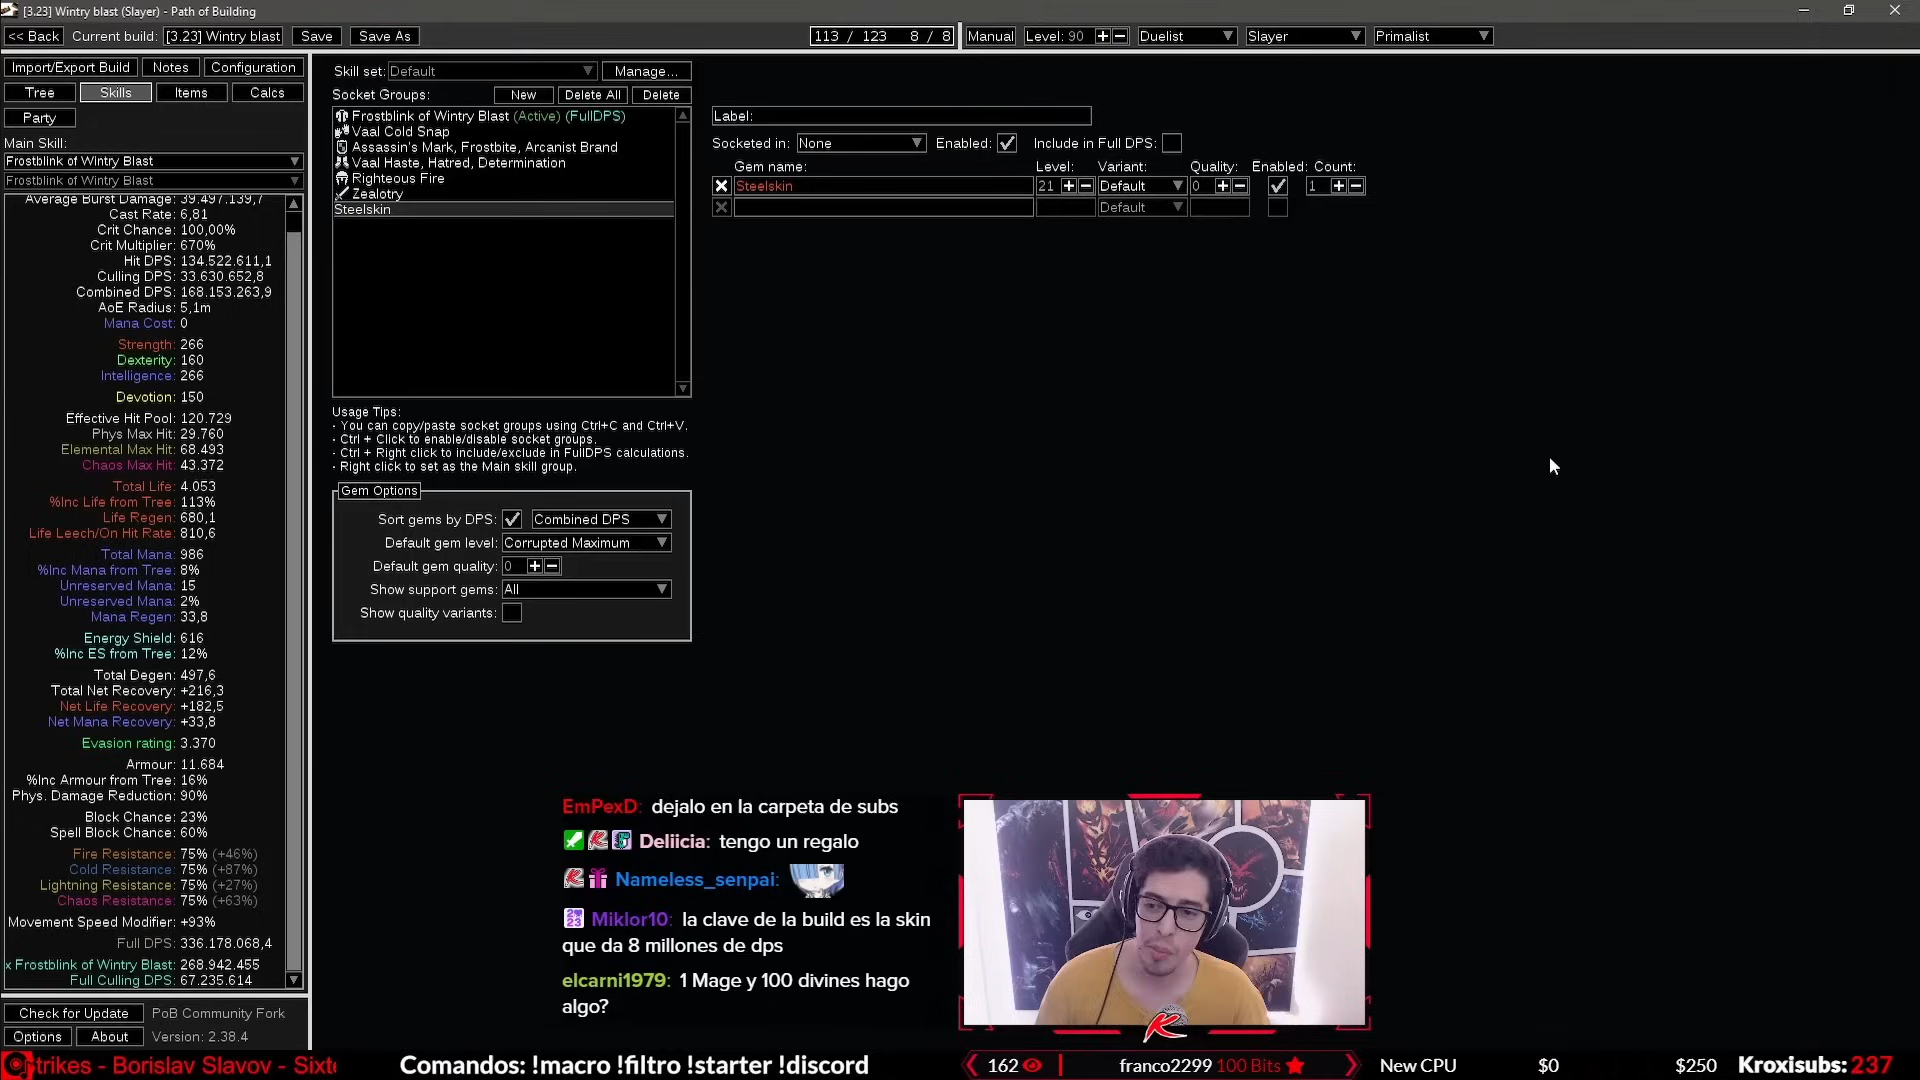 [3.23] Wintry blast (Slayer) - Path of Building
<< Back Current build: [3.23] Wintry blast Save Save As 113 / 123 8 / 8 Manual Level: 90 Duelist Slayer Primalist
Import/Export Build Notes Configuration
Tree Skills Items Calcs
Party
Main Skill:
Frostblink of Wintry Blast
Frostblink of Wintry Blast
Average Burst Damage: 39.497.139,7
Cast Rate: 6,81
Crit Chance: 100,00%
Crit Multiplier: 670%
Hit DPS: 134.522.611,1
Culling DPS: 33.630.652,8
Combined DPS: 168.153.263,9
AoE Radius: 5,1m
Mana Cost: 0
Strength: 266
Dexterity: 160
Intelligence: 266
Devotion: 150
Effective Hit Pool: 120.729
Phys Max Hit: 29.760
Elemental Max Hit: 68.493
Chaos Max Hit: 43.372
Total Life: 4.053
%Inc Life from Tree: 113%
Life Regen: 680,1
Life Leech/On Hit Rate: 810,6
Total Mana: 986
%Inc Mana from Tree: 8%
Unreserved Mana: 15
Unreserved Mana: 2%
Mana Regen: 33,8
Energy Shield: 616
%Inc ES from Tree: 12%
Total Degen: 497,6
Total Net Recovery: +216,3
Net Life Recovery: +182,5
Net Mana Recovery: +33,8
Evasion rating: 3.370
Armour: 11.684
%Inc Armour from Tree: 16%
Phys. Damage Reduction: 90%
Block Chance: 23%
Spell Block Chance: 60%
Fire Resistance: 75% (+46%)
Cold Resistance: 75% (+87%)
Lightning Resistance: 75% (+27%)
Chaos Resistance: 75% (+63%)
Movement Speed Modifier: +93%
Full DPS: 336.178.068,4
x Frostblink of Wintry Blast: 268.942.455
Full Culling DPS: 67.235.614
Check for Update PoB Community Fork
Options About Version: 2.38.4
Skill set: Default Manage...
Socket Groups: New Delete All Delete
Frostblink of Wintry Blast (Active) (FullDPS)
Vaal Cold Snap
Assassin's Mark, Frostbite, Arcanist Brand
Vaal Haste, Hatred, Determination
Righteous Fire
Zealotry
Steelskin
Usage Tips:
- You can copy/paste socket groups using Ctrl+C and Ctrl+V.
- Ctrl + Click to enable/disable socket groups.
- Ctrl + Right click to include/exclude in FullDPS calculations.
- Right click to set as the Main skill group.
Gem Options
Sort gems by DPS: Combined DPS
Default gem level: Corrupted Maximum
Default gem quality: 0
Show support gems: All
Show quality variants:
Label:
Socketed in: None Enabled: Include in Full DPS:
Gem name: Level: Variant: Quality: Enabled: Count:
Steelskin 21 Default 0 1
Default
EmPexD: dejalo en la carpeta de subs
Deliicia: tengo un regalo
Nameless_senpai:
Miklor10: la clave de la build es la skin
que da 8 millones de dps
elcarni1979: 1 Mage y 100 divines hago
algo?
trikes - Borislav Slavov - Sixt Comandos: !macro !filtro !starter !discord 162 franco2299 100 Bits New CPU $0 $250 Kroxisubs: 237